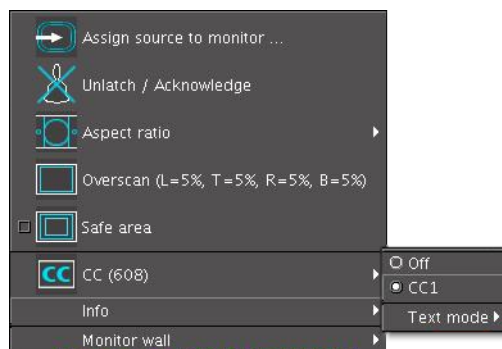 Assign source to monitor ...
Unlatch / Acknowledge
Aspect ratio
Overscan (L=5%, T=5%, R=5%, B=5%)
Safe area
CC CC (608)
Off
CC1
Info
Text mode
Monitor wall